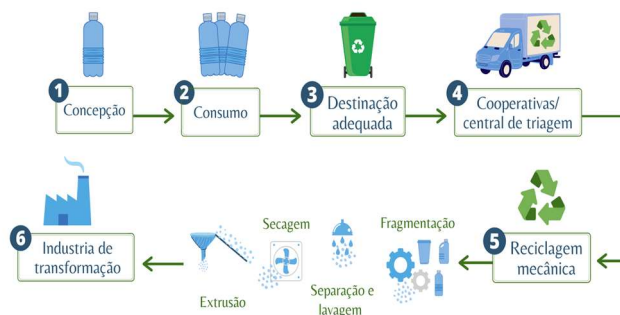 1
Concepção
2
Consumo
3
Destinação
adequada
4
Cooperativas/
central de triagem
5
Reciclagem
mecânica
Fragmentação
Separação e
lavagem
Secagem
Extrusão
6
Industria de
transformação